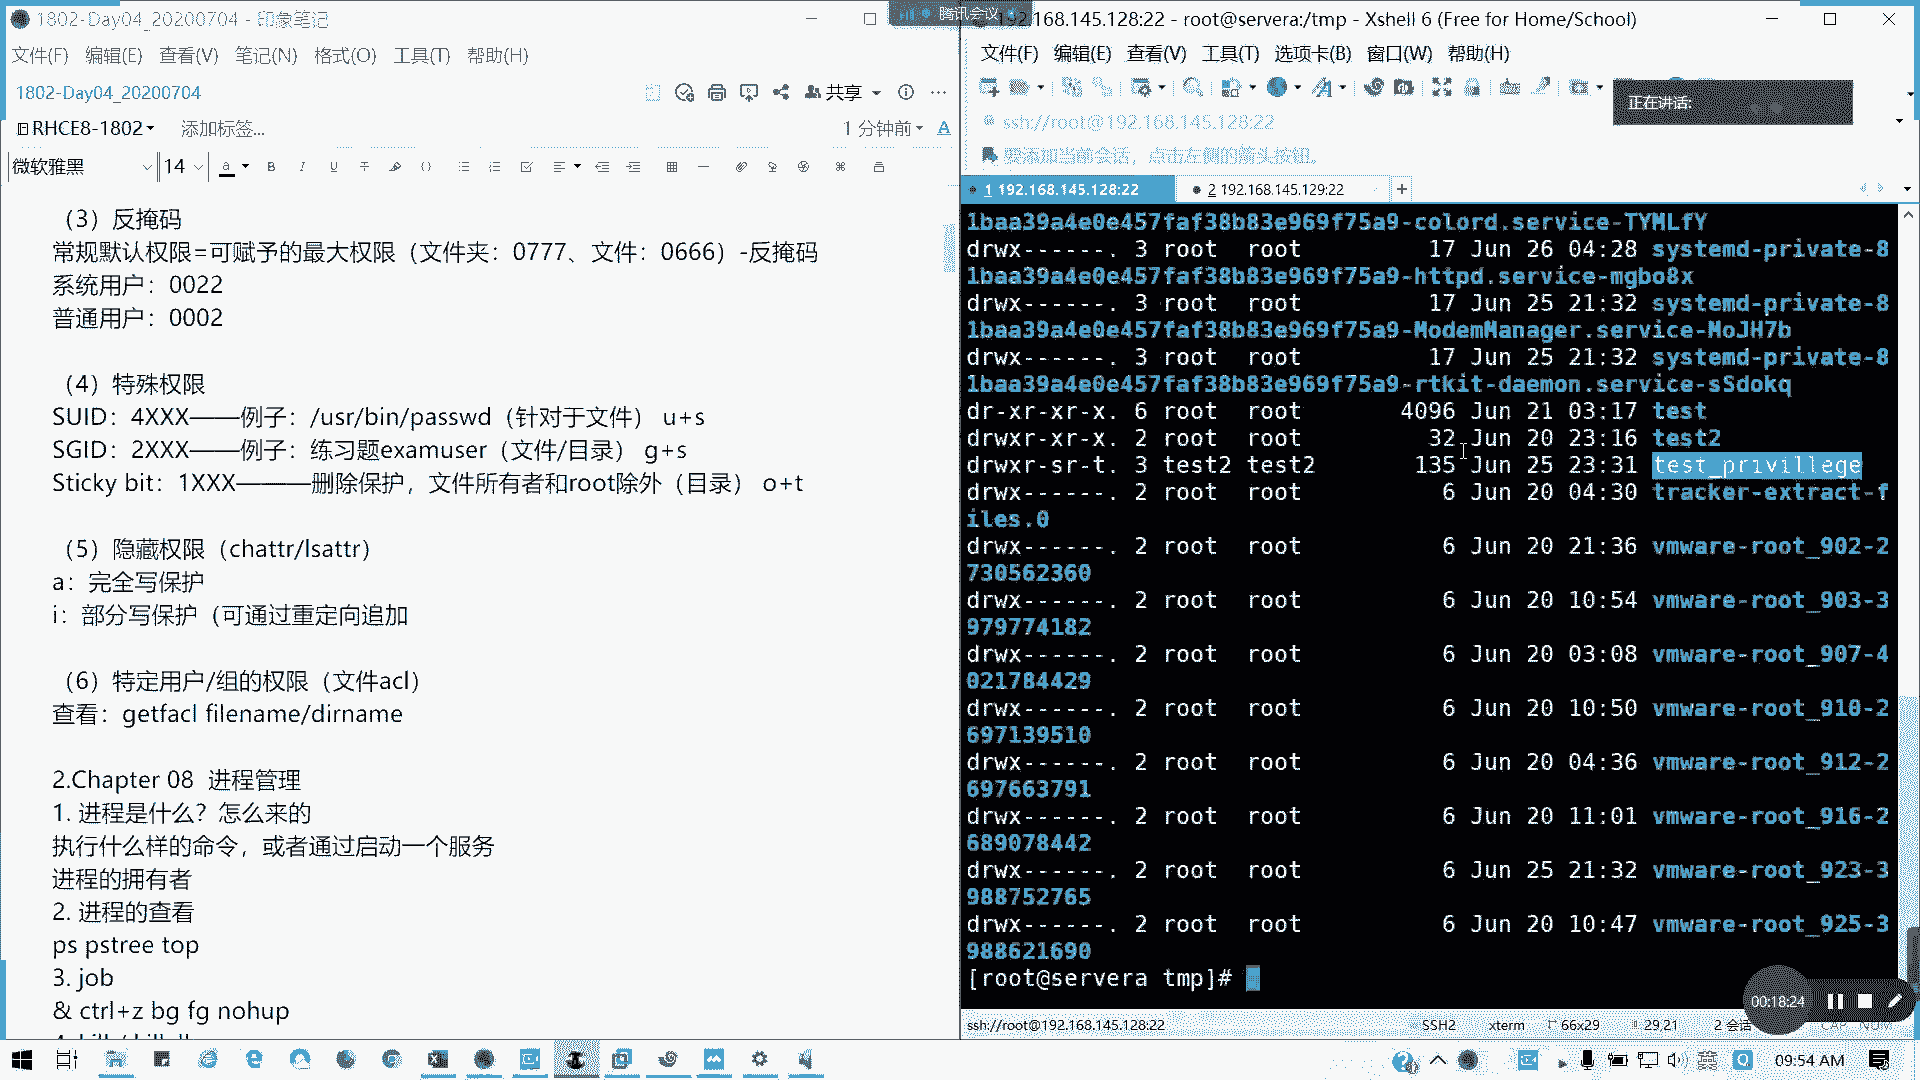 1802-Day04_20200704 - 印象笔记
文件(F) 编辑(E) 查看(V) 笔记(N) 格式(O) 工具(T) 帮助(H)
1802-Day04_20200704
共享
RHCE8-1802
添加标签...
1 分钟前
微软雅黑 14
（3）反掩码
常规默认权限=可赋予的最大权限（文件夹：0777、文件：0666）-反掩码
系统用户：0022
普通用户：0002
（4）特殊权限
SUID：4XXX——例子：/usr/bin/passwd（针对于文件） u+s
SGID：2XXX——例子：练习题examuser（文件/目录） g+s
Sticky bit：1XXX———删除保护，文件所有者和root除外（目录） o+t
（5）隐藏权限（chattr/lsattr）
a：完全写保护
i：部分写保护（可通过重定向追加
（6）特定用户/组的权限（文件acl）
查看：getfacl filename/dirname
2.Chapter 08  进程管理
1. 进程是什么？怎么来的
执行什么样的命令，或者通过启动一个服务
进程的拥有者
2. 进程的查看
ps pstree top
3. job
& ctrl+z bg fg nohup
腾讯会议
192.168.145.128:22 - root@servera:/tmp - Xshell 6 (Free for Home/School)
文件(F) 编辑(E) 查看(V) 工具(T) 选项卡(B) 窗口(W) 帮助(H)
正在讲话:
ssh://root@192.168.145.128:22
要添加当前会话，点击左侧的箭头按钮。
1 192.168.145.128:22
2 192.168.145.129:22
1baa39a4e0e457faf38b83e969f75a9-colord.service-TYMLfY
drwx------. 3 root root 17 Jun 26 04:28 systemd-private-8
1baa39a4e0e457faf38b83e969f75a9-httpd.service-mgbo8x
drwx------. 3 root root 17 Jun 25 21:32 systemd-private-8
1baa39a4e0e457faf38b83e969f75a9-ModemManager.service-MoJH7b
drwx------. 3 root root 17 Jun 25 21:32 systemd-private-8
1baa39a4e0e457faf38b83e969f75a9-rtkit-daemon.service-sSdokq
dr-xr-xr-x. 6 root root 4096 Jun 21 03:17 test
drwxr-xr-x. 2 root root 32 Jun 20 23:16 test2
drwxr-sr-t. 3 test2 test2 135 Jun 25 23:31 test_privillege
drwx------. 2 root root 6 Jun 20 04:30 tracker-extract-f
iles.0
drwx------. 2 root root 6 Jun 20 21:36 vmware-root_902-2
730562360
drwx------. 2 root root 6 Jun 20 10:54 vmware-root_903-3
979774182
drwx------. 2 root root 6 Jun 20 03:08 vmware-root_907-4
021784429
drwx------. 2 root root 6 Jun 20 10:50 vmware-root_910-2
697139510
drwx------. 2 root root 6 Jun 20 04:36 vmware-root_912-2
697663791
drwx------. 2 root root 6 Jun 20 11:01 vmware-root_916-2
689078442
drwx------. 2 root root 6 Jun 25 21:32 vmware-root_923-3
988752765
drwx------. 2 root root 6 Jun 20 10:47 vmware-root_925-3
988621690
[root@servera tmp]#
00:18:24
ssh://root@192.168.145.128:22 SSH2 xterm 66x29 29,21 2 会话 CAP NUM
英
09:54 AM